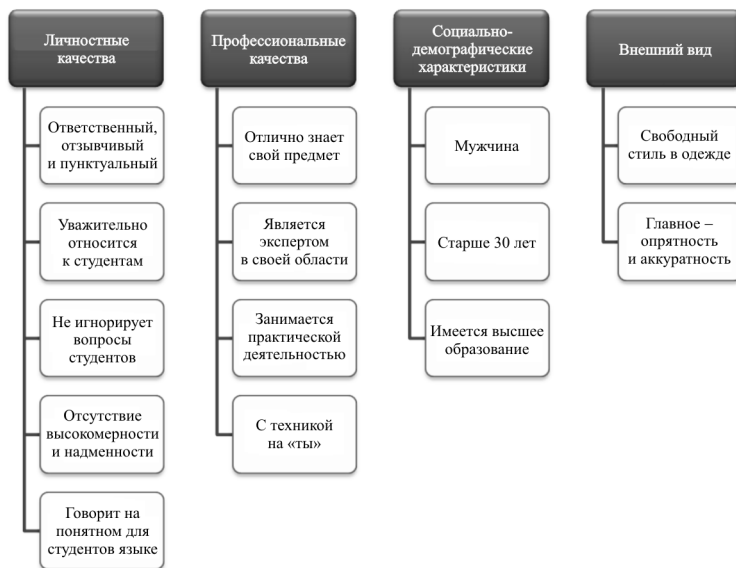 Личностные
качества
Ответственный,
отзывчивый
и пунктуальный
Уважительно
относится
к студентам
Не игнорирует
вопросы
студентов
Отсутствие
высокомерности
и надменности
Говорит на
понятном для
студентов языке
Профессиональные
качества
Отлично знает
свой предмет
Является
экспертом
в своей области
Занимается
практической
деятельностью
С техникой
на «ты»
Социально-
демографические
характеристики
Мужчина
Старше 30 лет
Имеется высшее
образование
Внешний вид
Свободный
стиль в одежде
Главное –
опрятность
и аккуратность